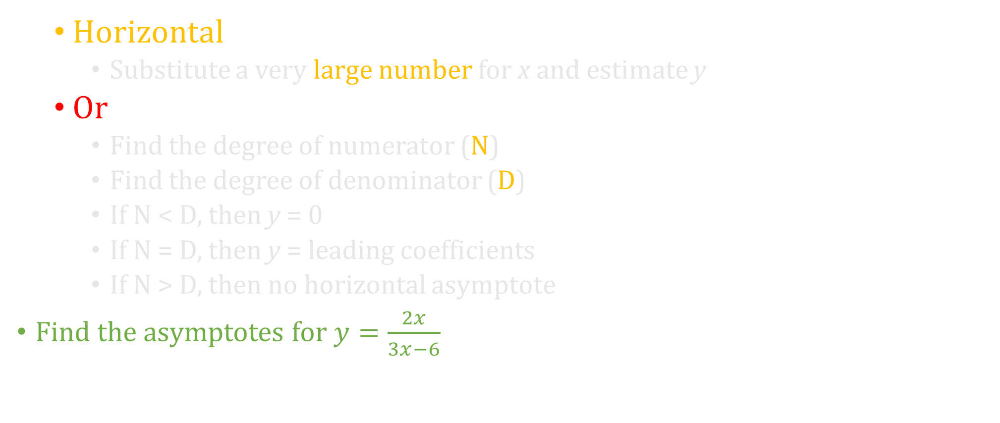 • Horizontal
• Substitute a very large number for x and estimate y
• Or
• Find the degree of numerator (N)
• Find the degree of denominator (D)
• If N < D, then y = 0
• If N = D, then y = leading coefficients
• If N > D, then no horizontal asymptote
• Find the asymptotes for y = \frac{2x}{3x-6}